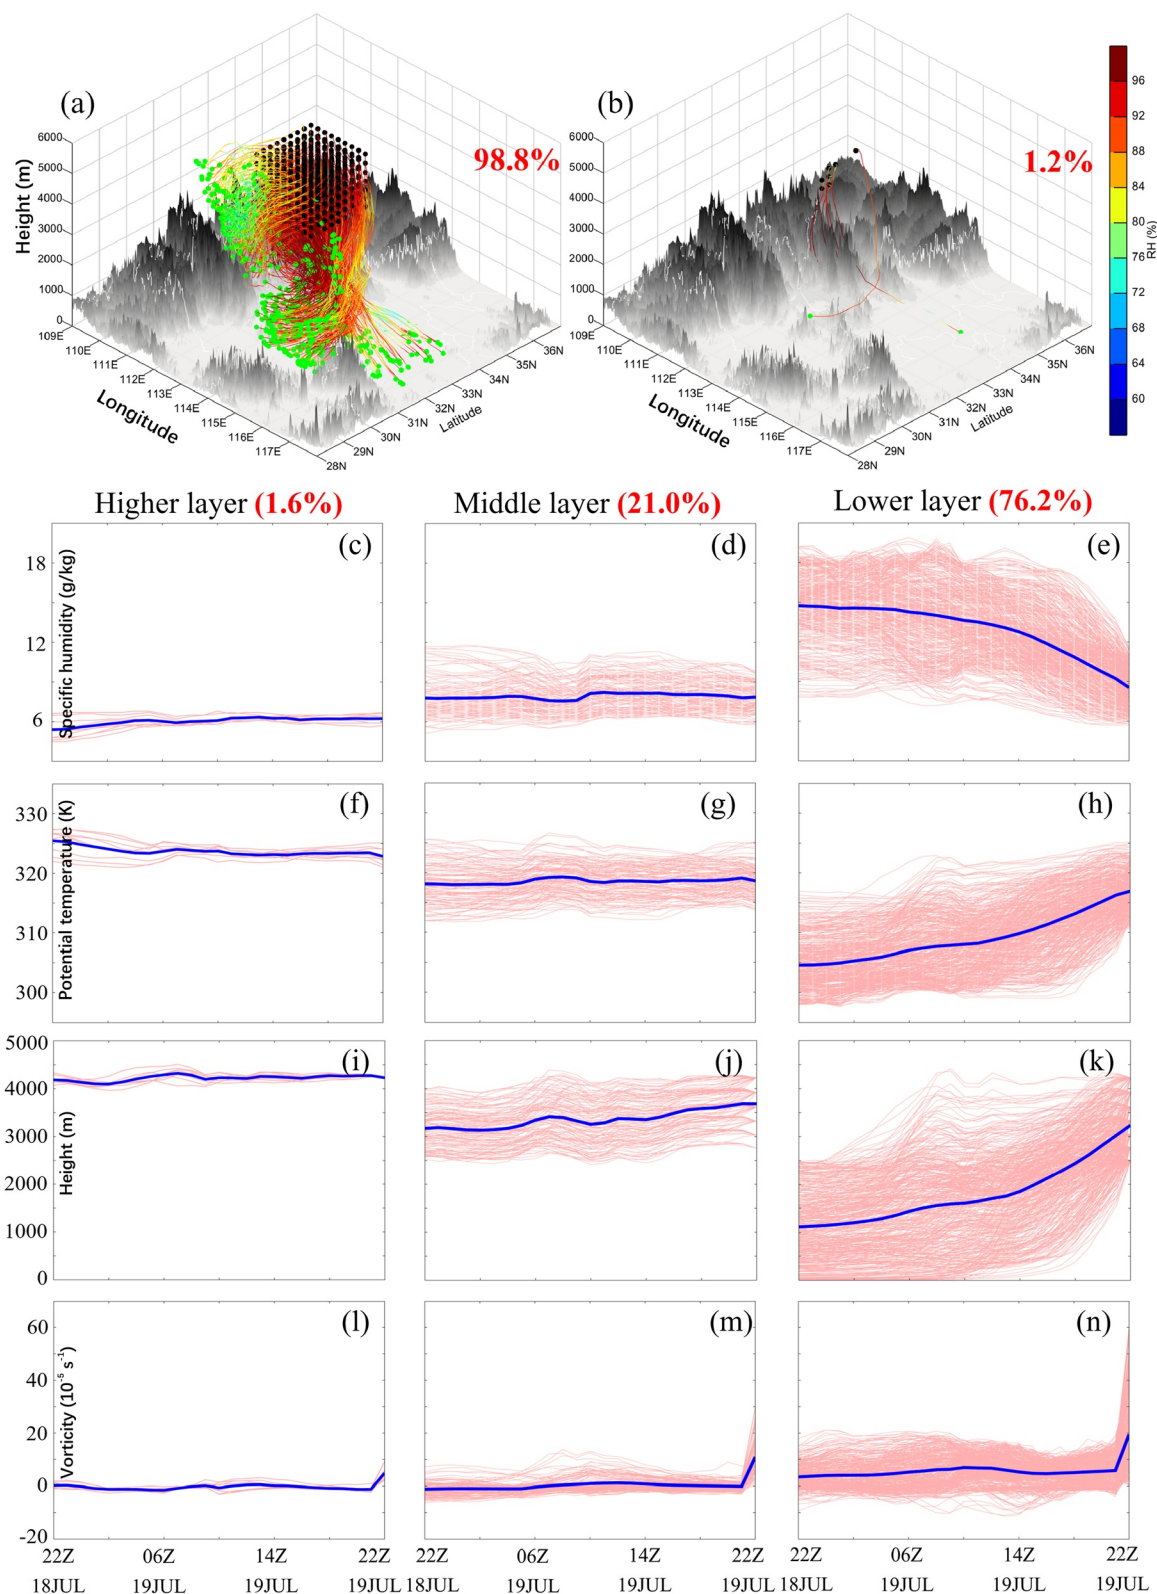 (a)
98.8%
Height (m)
6000
5000
4000
3000
2000
1000
0
109E
110E
111E
112E
113E
114E
115E
116E
117E
Longitude
28N
29N
30N
31N
32N
33N
34N
35N
36N
Latitude
(b)
1.2%
6000
5000
4000
3000
2000
1000
0
109E
110E
111E
112E
113E
114E
115E
116E
117E
Longitude
28N
29N
30N
31N
32N
33N
34N
35N
36N
Latitude
96
92
88
84
80
76
72
68
64
60
RH (%)
Higher layer (1.6%)
Middle layer (21.0%)
Lower layer (76.2%)
(c)
(d)
(e)
Specific humidity (g/kg)
18
12
6
(f)
(g)
(h)
Potential temperature (K)
330
320
310
300
(i)
(j)
(k)
Height (m)
5000
4000
3000
2000
1000
0
(l)
(m)
(n)
Vorticity (10⁻⁵ s⁻¹)
60
40
20
0
-20
22Z 06Z 14Z 22Z 22Z 06Z 14Z 22Z 22Z 06Z 14Z 22Z
18JUL 19JUL 19JUL 19JUL 18JUL 19JUL 19JUL 19JUL 18JUL 19JUL 19JUL 19JUL